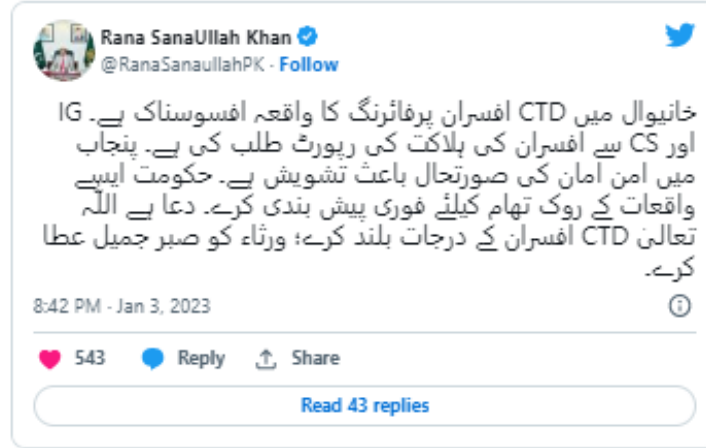 Rana SanaUllah Khan
@RanaSanaullahPK · Follow
خانیوال میں CTD افسران پرفائرنگ کا واقعہ افسوسناک ہے۔ IG
اور CS سے افسران کی ہلاکت کی رپورٹ طلب کی ہے۔ پنجاب
میں امن امان کی صورتحال باعث تشویش ہے۔ حکومت ایسے
واقعات کے روک تھام کیلئے فوری پیش بندی کرے۔ دعا ہے اللّہ
تعالیٰ CTD افسران کے درجات بلند کرے؛ ورثاء کو صبر جمیل عطا
کرے۔
8:42 PM · Jan 3, 2023
543 Reply Share
Read 43 replies